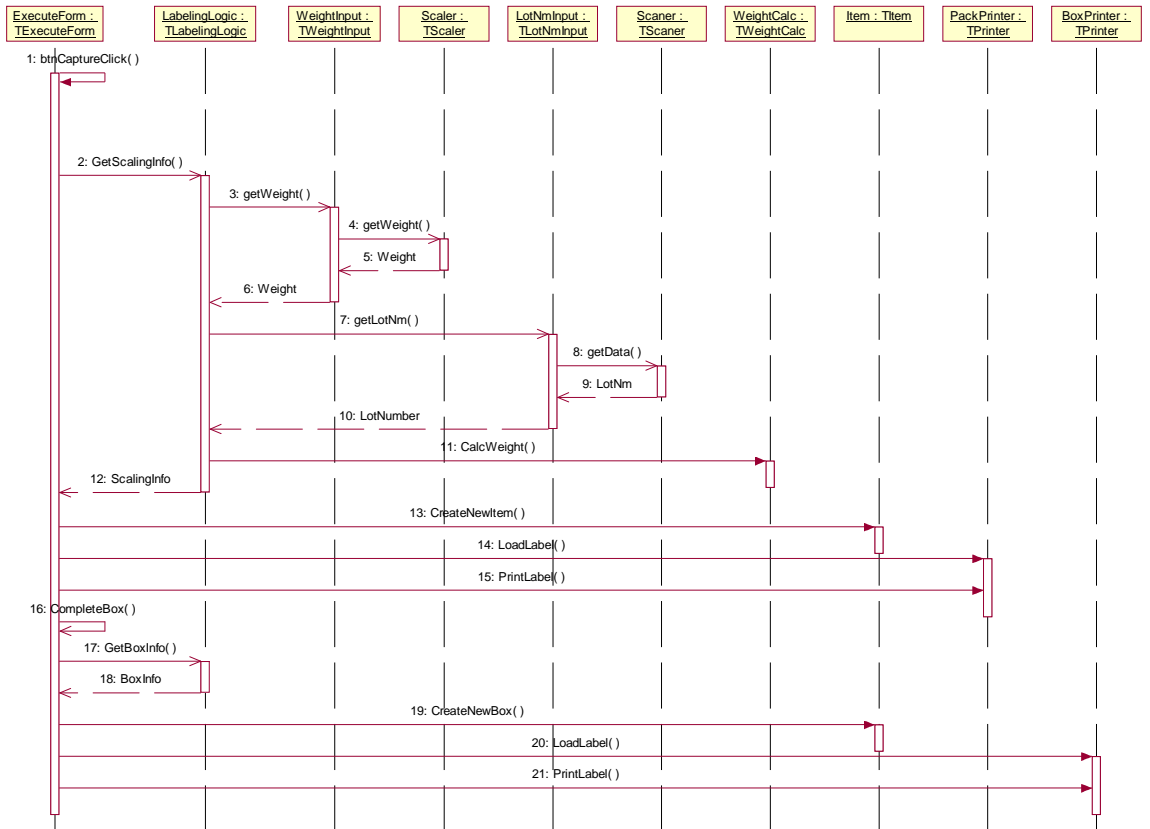 ExecuteForm :
TExecuteForm
LabelingLogic :
TLabelingLogic
WeightInput :
TWeightInput
Scaler :
TScaler
LotNmInput :
TLotNmInput
Scaner :
TScaner
WeightCalc :
TWeightCalc
Item : TItem
PackPrinter :
TPrinter
BoxPrinter :
TPrinter
1: btnCaptureClick( )
2: GetScalingInfo( )
3: getWeight( )
4: getWeight( )
5: Weight
6: Weight
7: getLotNm( )
8: getData( )
9: LotNm
10: LotNumber
11: CalcWeight( )
12: ScalingInfo
13: CreateNewItem( )
14: LoadLabel( )
15: PrintLabel( )
16: CompleteBox( )
17: GetBoxInfo( )
18: BoxInfo
19: CreateNewBox( )
20: LoadLabel( )
21: PrintLabel( )